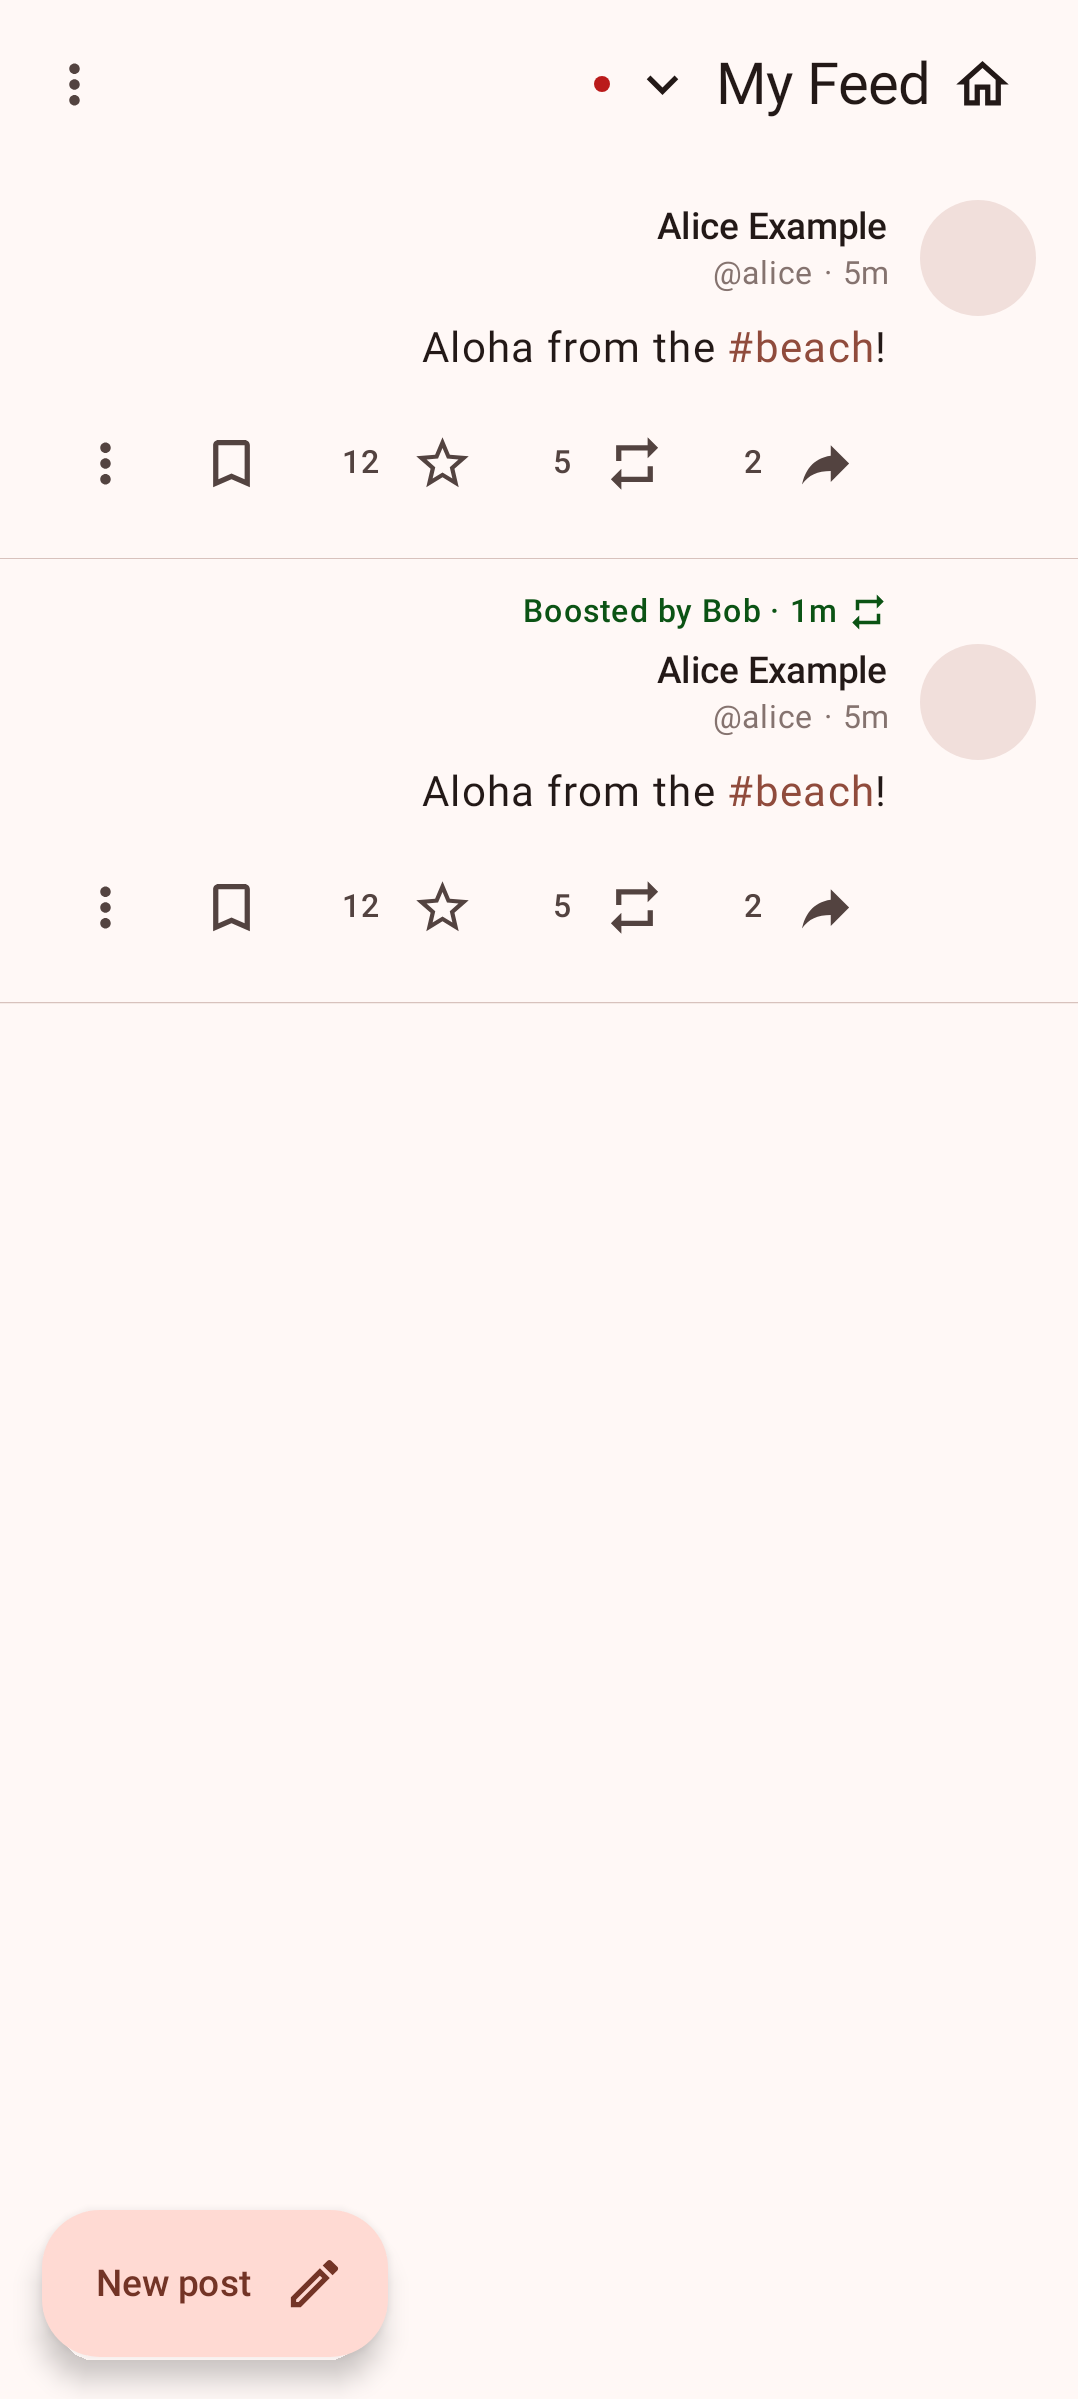 My Feed
Alice Example
@alice · 5m
Aloha from the #beach!
12 5 2
Boosted by Bob · 1m
Alice Example
@alice · 5m
Aloha from the #beach!
12 5 2
New post